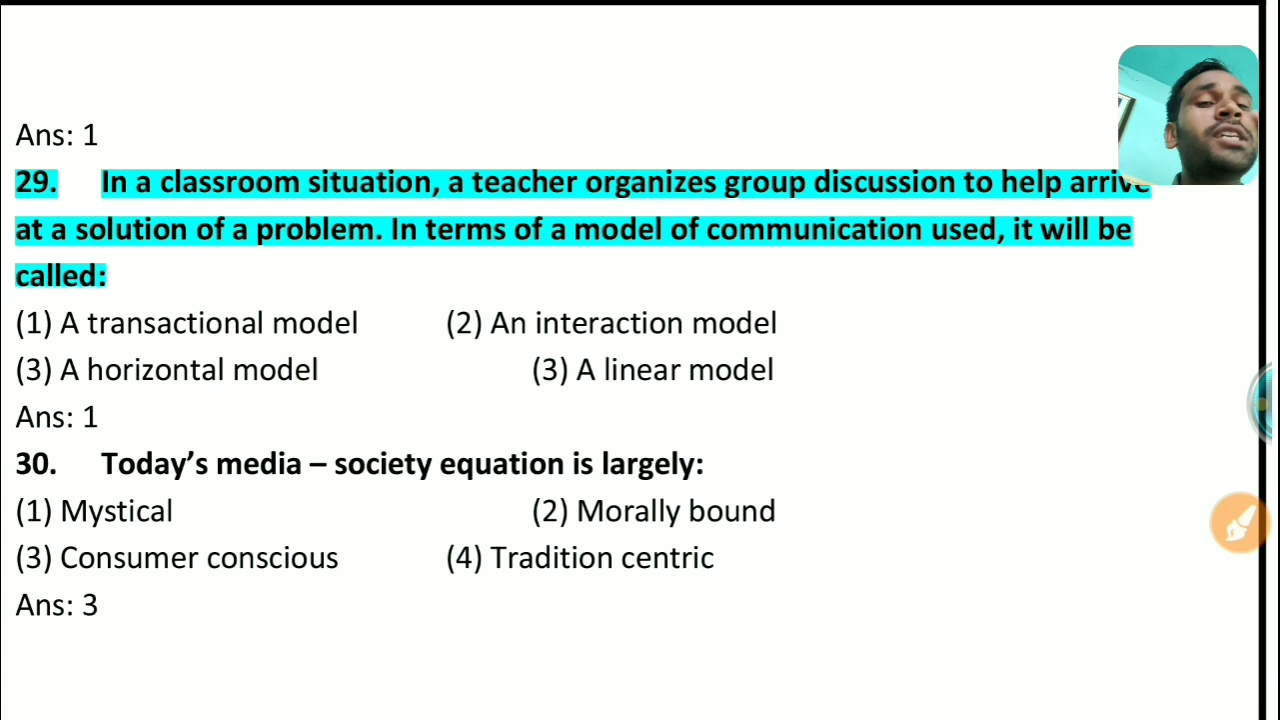 Ans: 1
29. In a classroom situation, a teacher organizes group discussion to help arrive
at a solution of a problem. In terms of a model of communication used, it will be
called:
(1) A transactional model (2) An interaction model
(3) A horizontal model (3) A linear model
Ans: 1
30. Today’s media – society equation is largely:
(1) Mystical (2) Morally bound
(3) Consumer conscious (4) Tradition centric
Ans: 3